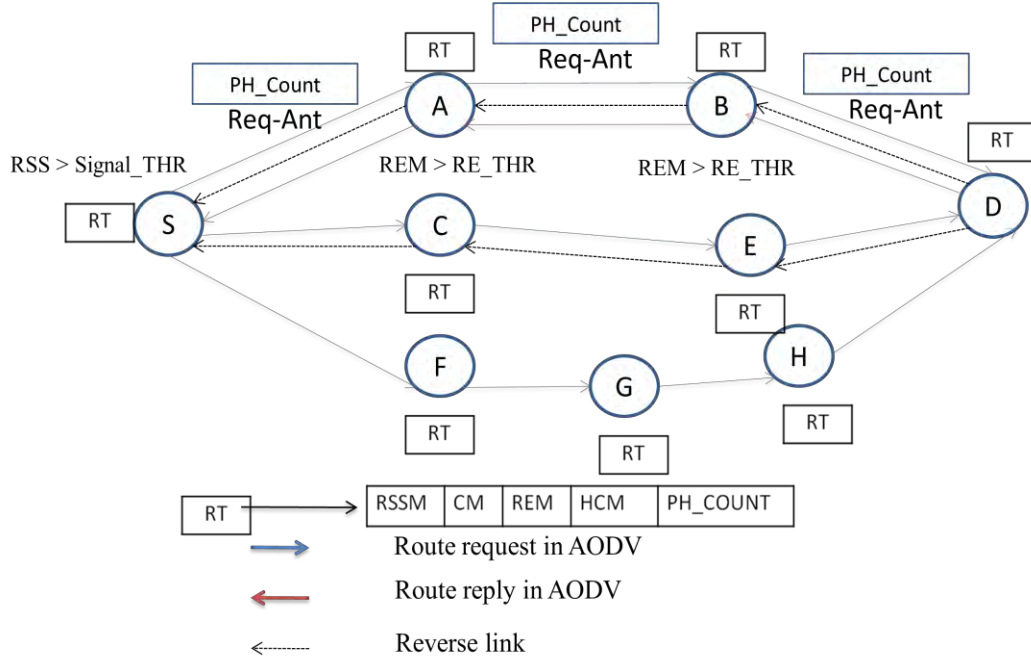 PH_Count
RT
RT
PH_Count
PH_Count
Req-Ant
A
B
Req-Ant
Req-Ant
RT
RSS > Signal_THR
REM > RE_THR
REM > RE_THR
RT
S
C
D
E
RT
RT
F
H
G
RT
RT
RT
RT
RSSM CM REM HCM PH_COUNT
Route request in AODV
Route reply in AODV
Reverse link